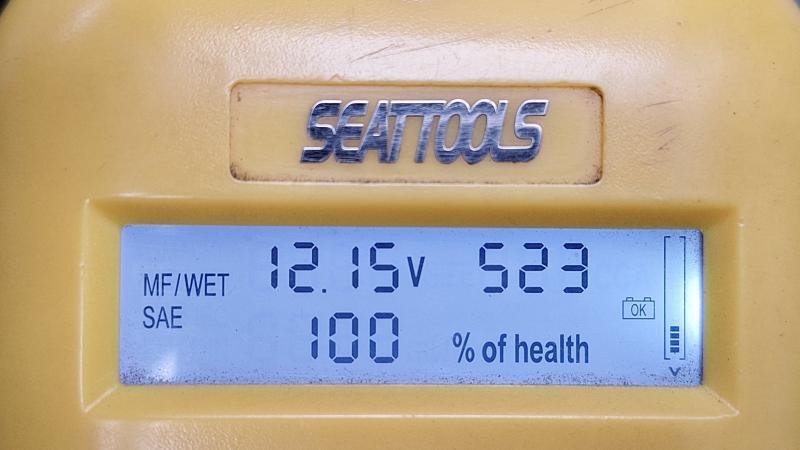 SEATTOOLS
MF/WET 12.15V 523
SAE 100 % of health
OK
V